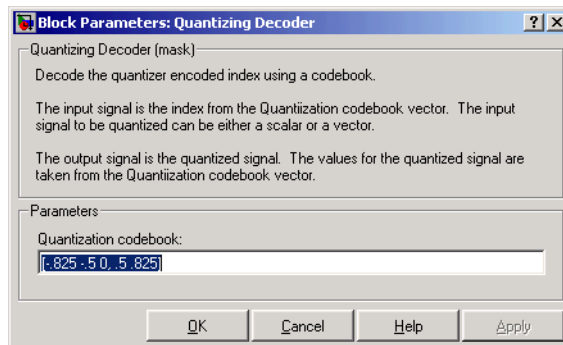 Block Parameters: Quantizing Decoder
Quantizing Decoder (mask)
Decode the quantizer encoded index using a codebook.
The input signal is the index from the Quantiization codebook vector. The input
signal to be quantized can be either a scalar or a vector.
The output signal is the quantized signal. The values for the quantized signal are
taken from the Quantiization codebook vector.
Parameters
Quantization codebook:
[-.825 -.5 0, .5 .825]
OK Cancel Help Apply